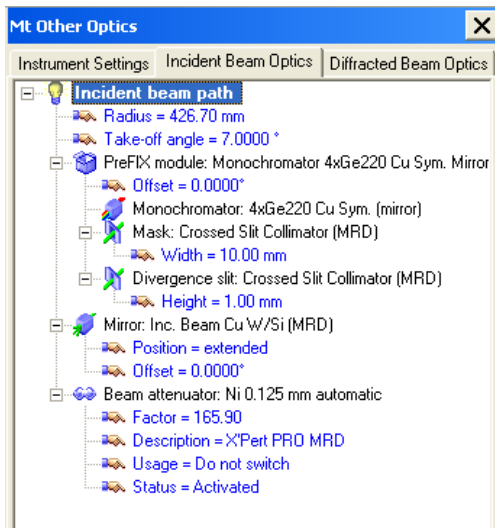 Mt Other Optics
Instrument Settings Incident Beam Optics Diffracted Beam Optics
Incident beam path
Radius = 426.70 mm
Take-off angle = 7.0000 °
PreFIX module: Monochromator 4xGe220 Cu Sym. Mirror
Offset = 0.0000°
Monochromator: 4xGe220 Cu Sym. (mirror)
Mask: Crossed Slit Collimator (MRD)
Width = 10.00 mm
Divergence slit: Crossed Slit Collimator (MRD)
Height = 1.00 mm
Mirror: Inc. Beam Cu W/Si (MRD)
Position = extended
Offset = 0.0000°
Beam attenuator: Ni 0.125 mm automatic
Factor = 165.90
Description = X'Pert PRO MRD
Usage = Do not switch
Status = Activated